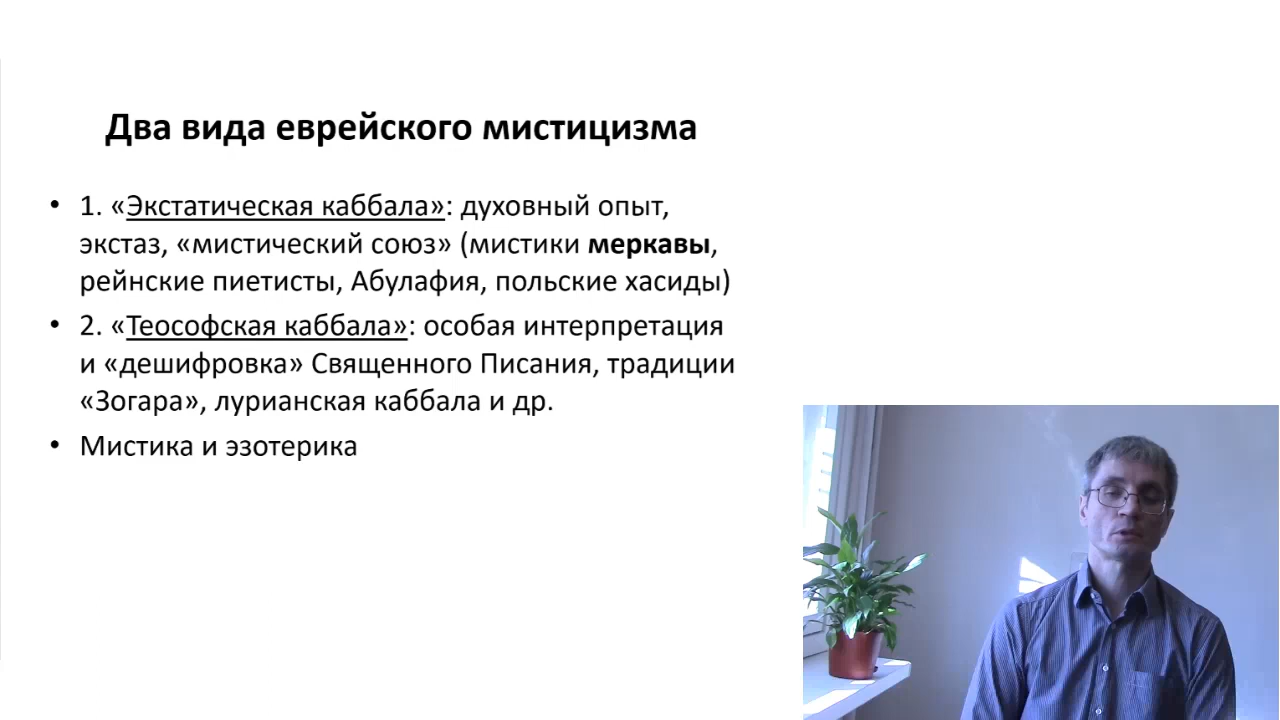 Два вида еврейского мистицизма
• 1. «Экстатическая каббала»: духовный опыт,
экстаз, «мистический союз» (мистики меркавы,
рейнские пиетисты, Абулафия, польские хасиды)
• 2. «Теософская каббала»: особая интерпретация
и «дешифровка» Священного Писания, традиции
«Зогара», лурианская каббала и др.
• Мистика и эзотерика